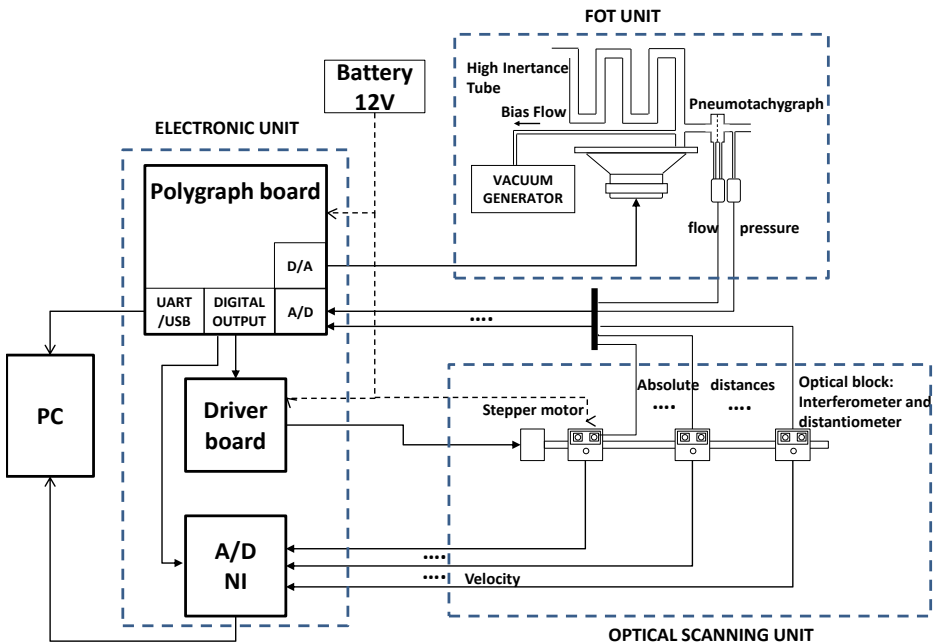 FOT UNIT
High Inertance
Tube
Bias Flow
Pneumotachygraph
VACUUM
GENERATOR
flow
pressure
Battery
12V
ELECTRONIC UNIT
Polygraph board
D/A
UART
/USB
DIGITAL
OUTPUT
A/D
....
PC
Driver
board
Stepper motor
Absolute distances
....
....
Optical block:
Interferometer and
distantiometer
A/D
NI
....
....
Velocity
OPTICAL SCANNING UNIT